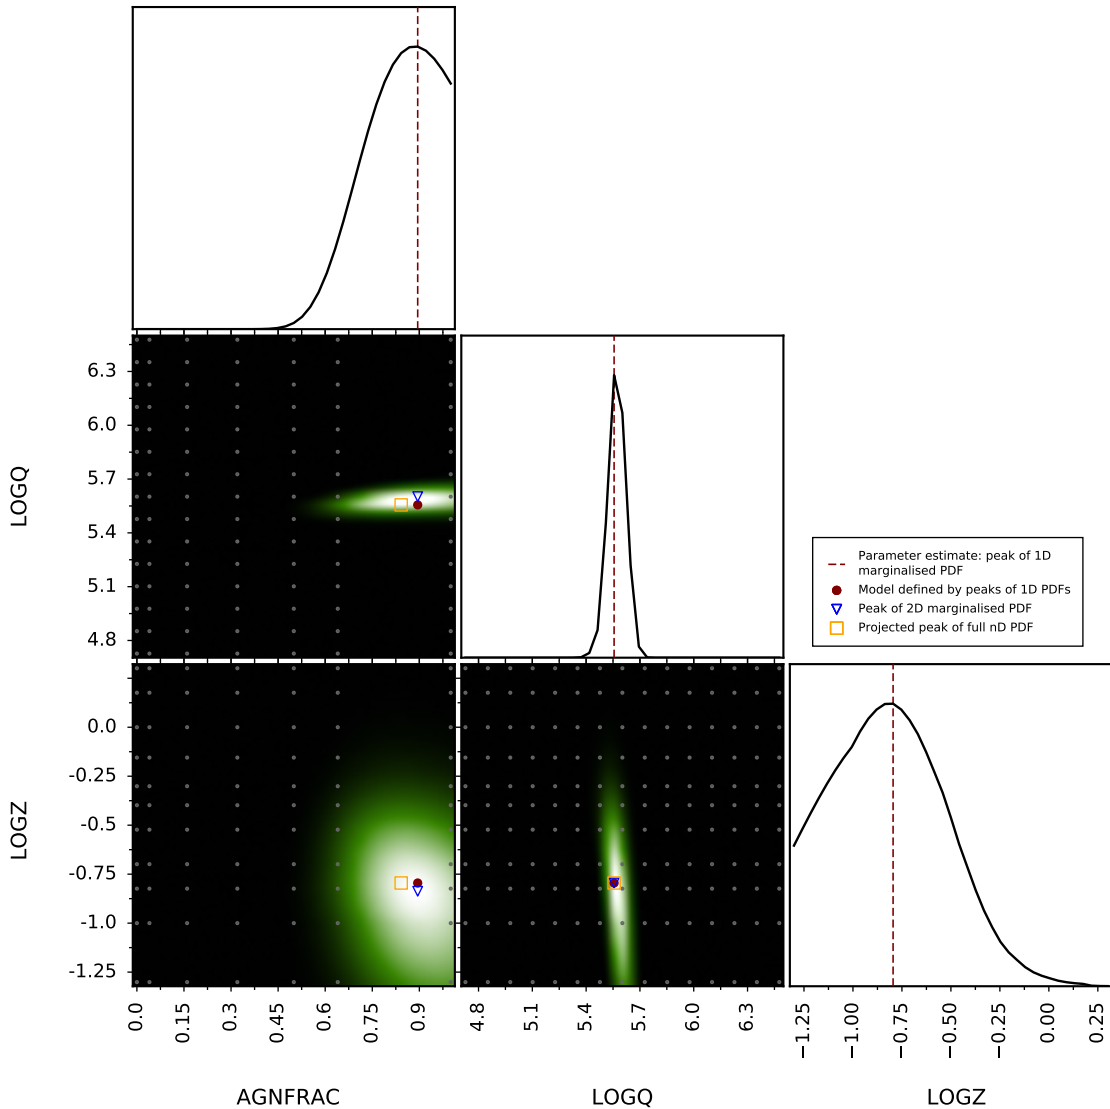 6.3
6.0
5.7
5.4
5.1
4.8
LOGQ
Parameter estimate: peak of 1D
marginalised PDF
Model defined by peaks of 1D PDFs
Peak of 2D marginalised PDF
Projected peak of full nD PDF
0.0
-0.25
-0.5
-0.75
-1.0
-1.25
LOGZ
0.0 0.15 0.3 0.45 0.6 0.75 0.9
4.8 5.1 5.4 5.7 6.0 6.3
−1.25 −1.00 −0.75 −0.50 −0.25 0.00 0.25
AGNFRAC LOGQ LOGZ